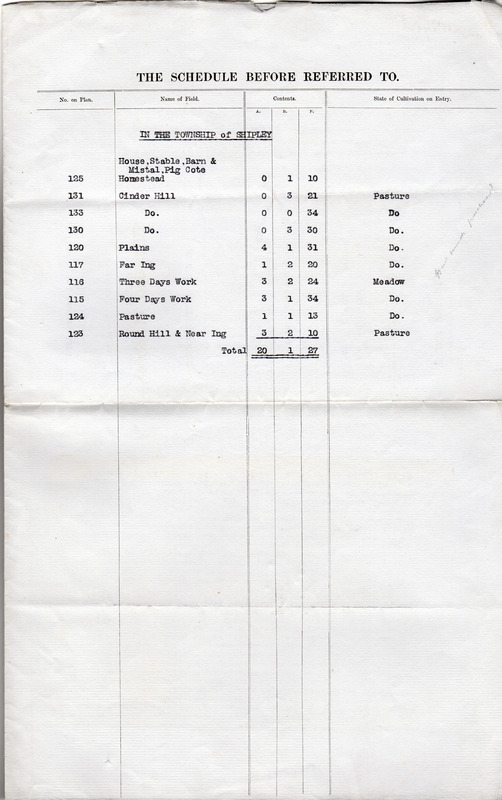 THE SCHEDULE BEFORE REFERRED TO.
No. on Plan. Name of Field. Contents. State of Cultivation on Entry.
A. R. P.
IN THE TOWNSHIP of SHIPLEY
House,Stable,Barn &
Mistal,Pig Cote
125 Homestead 0 1 10
131 Cinder Hill 0 3 21 Pasture
133 Do. 0 0 34 Do
130 Do. 0 3 30 Do.
120 Plains 4 1 31 Do.
117 Far Ing 1 2 20 Do.
116 Three Days Work 3 2 24 Meadow
115 Four Days Work 3 1 34 Do.
124 Pasture 1 1 13 Do.
123 Round Hill & Near Ing 3 2 10 Pasture
Total 20 1 27